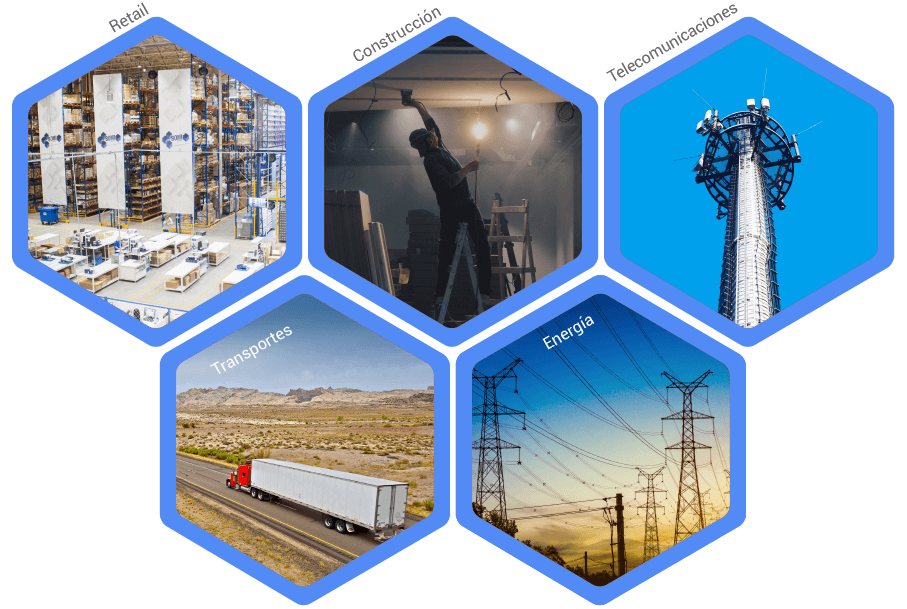 Retail
Construcción
Telecomunicaciones
Transportes
Energía